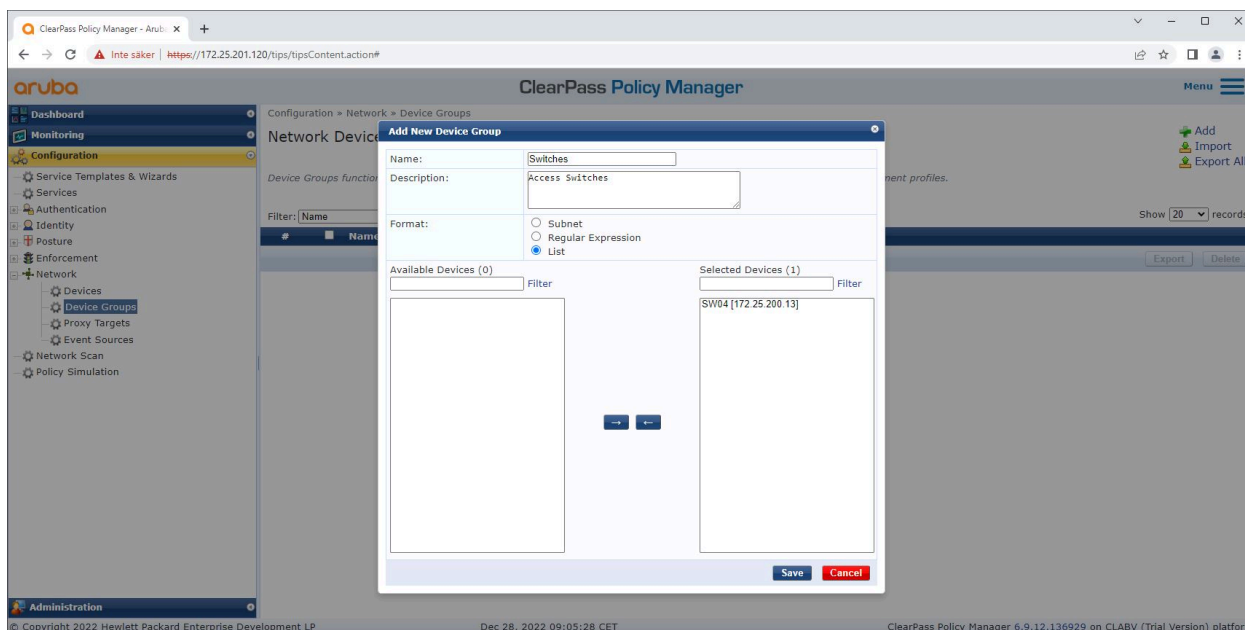 ClearPass Policy Manager - Arub
Inte säker | https://172.25.201.120/tips/tipsContent.action#
aruba
ClearPass Policy Manager
Menu
Dashboard
Monitoring
Configuration
Service Templates & Wizards
Services
Authentication
Identity
Posture
Enforcement
Network
Devices
Device Groups
Proxy Targets
Event Sources
Network Scan
Policy Simulation
Administration
Configuration » Network » Device Groups
Network Device
Add
Import
Export All
Device Groups function
ment profiles.
Filter: Name
Show 20 records
# Name
Export Delete
Add New Device Group
Name: Switches
Description: Access Switches
Format: Subnet
Regular Expression
List
Available Devices (0)
Filter
Selected Devices (1)
Filter
SW04 [172.25.200.13]
→ ←
Save Cancel
© Copyright 2022 Hewlett Packard Enterprise Development LP Dec 28, 2022 09:05:28 CET ClearPass Policy Manager 6.9.12.136929 on CLABV (Trial Version) platfor